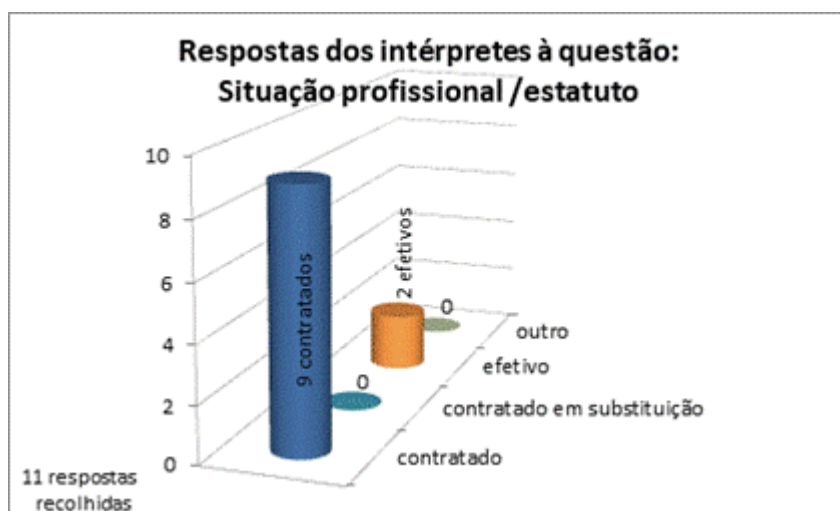 Respostas dos intérpretes à questão:
Situação profissional /estatuto
10
8
6
4
2
0
9 contratados
0
2 efetivos
0
outro
efetivo
contratado em substituição
contratado
11 respostas
recolhidas